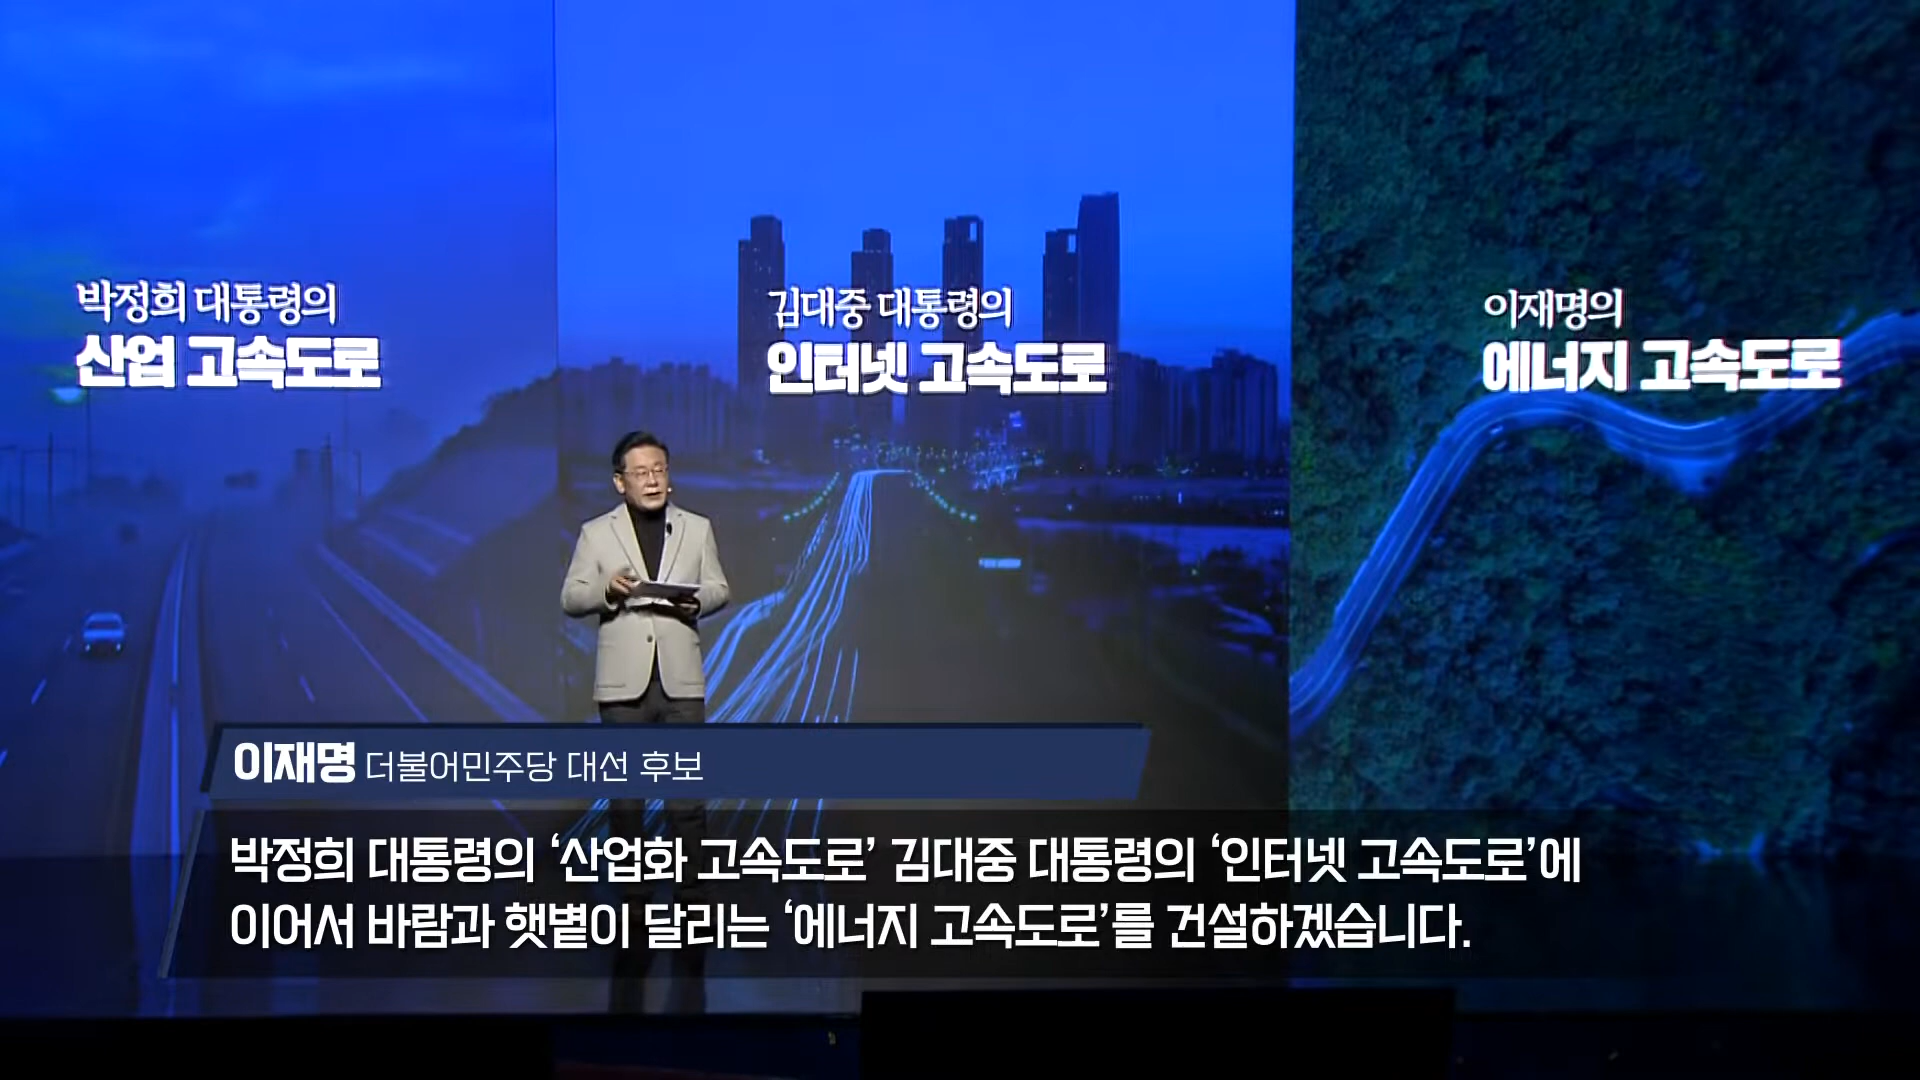 박정희 대통령의
산업 고속도로
김대중 대통령의
인터넷 고속도로
이재명의
에너지 고속도로
이재명 더불어민주당 대선 후보
박정희 대통령의 ‘산업화 고속도로’ 김대중 대통령의 ‘인터넷 고속도로’에
이어서 바람과 햇볕이 달리는 ‘에너지 고속도로’를 건설하겠습니다.